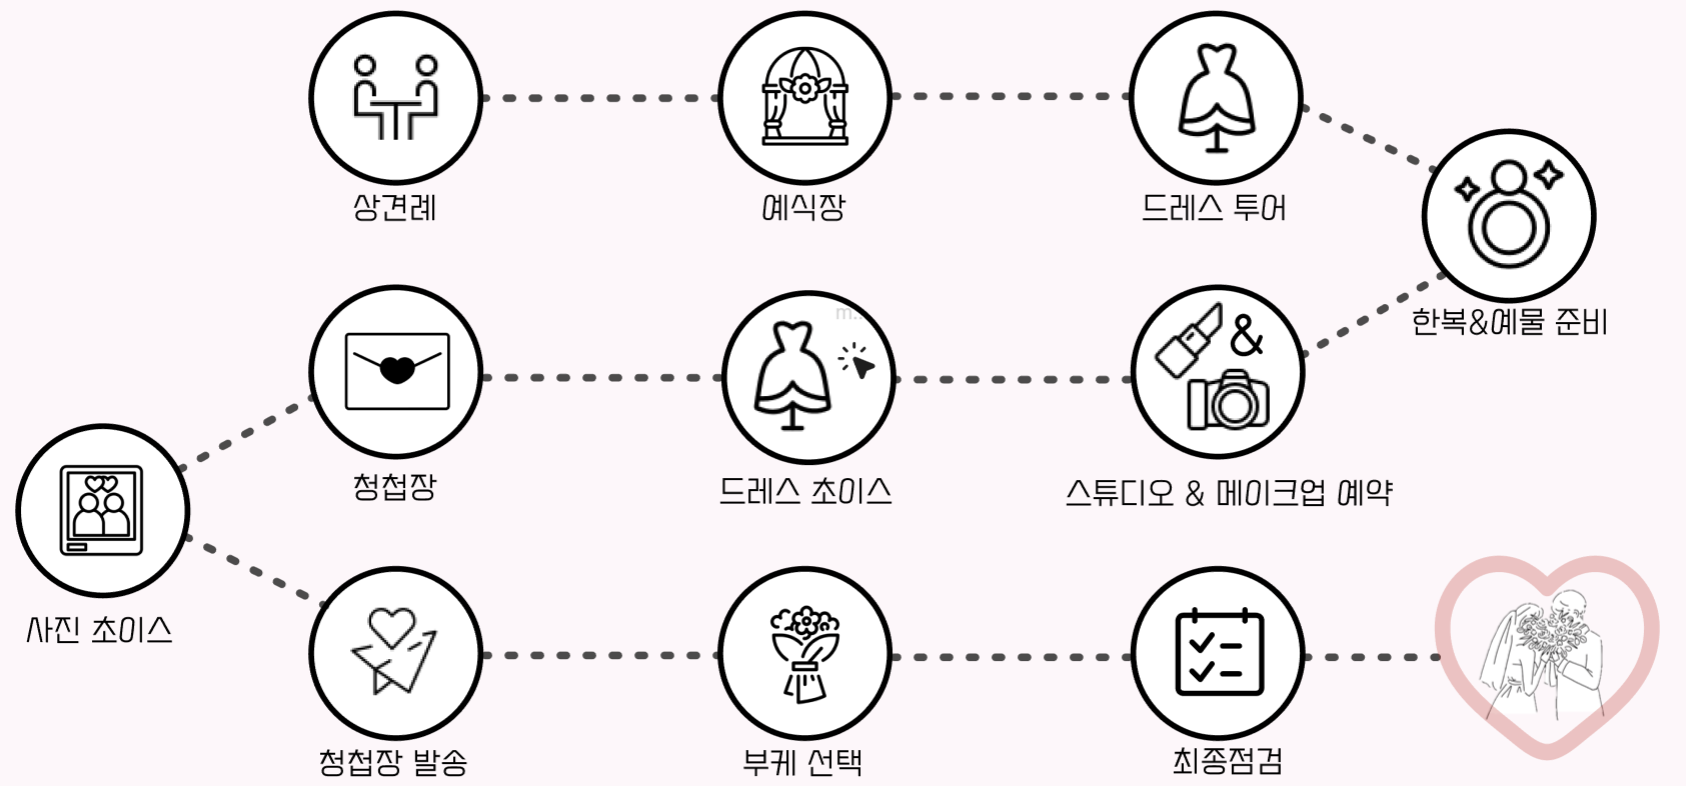 상견례
예식장
드레스 투어
한복&예물 준비
&
스튜디오 & 메이크업 예약
m..
드레스 초이스
청첩장
사진 초이스
청첩장 발송
부케 선택
최종점검